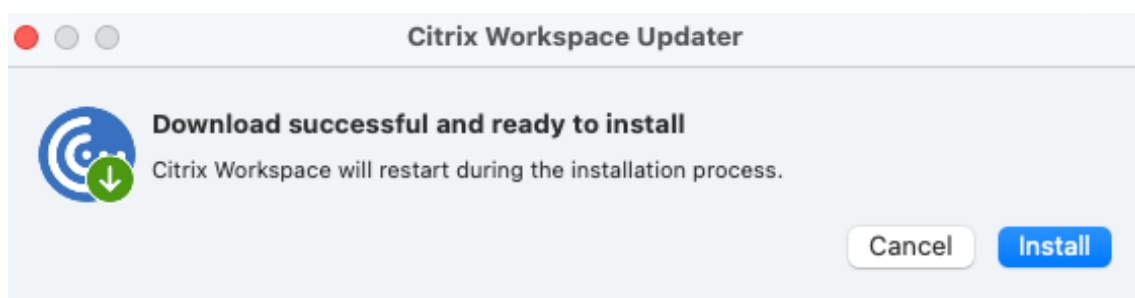 Citrix Workspace Updater
Download successful and ready to install
Citrix Workspace will restart during the installation process.
Cancel Install